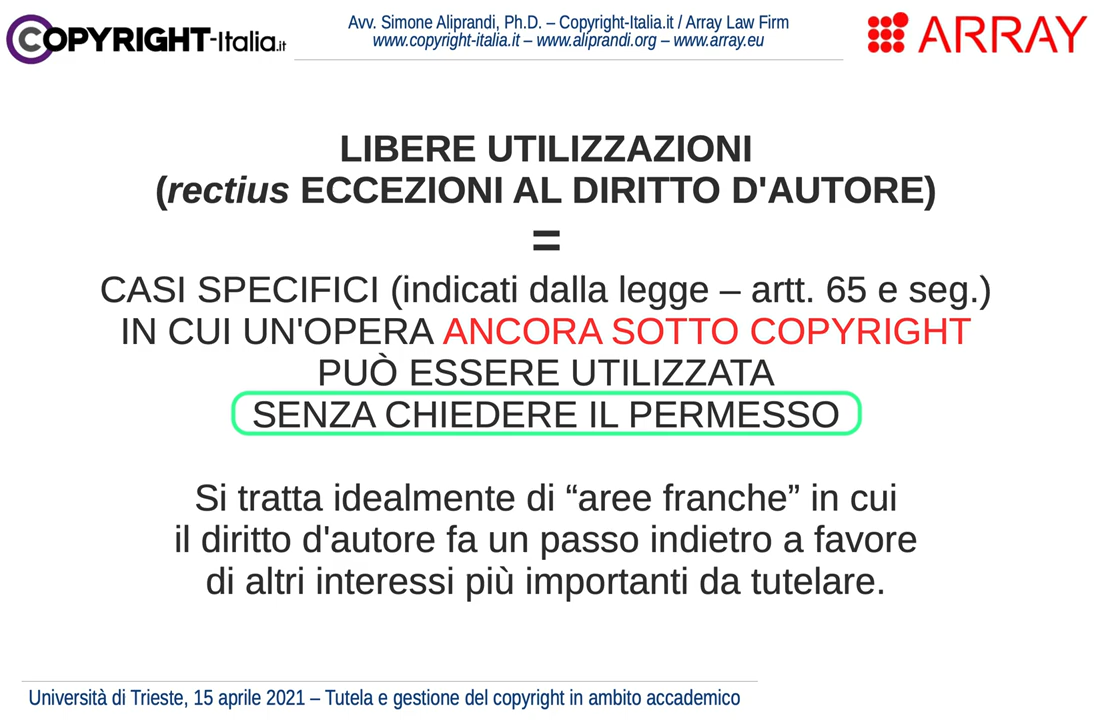 COPYRIGHT-Italia.it
Avv. Simone Aliprandi, Ph.D. – Copyright-Italia.it / Array Law Firm
www.copyright-italia.it – www.aliprandi.org – www.array.eu
ARRAY
LIBERE UTILIZZAZIONI
(rectius ECCEZIONI AL DIRITTO D'AUTORE)
=
CASI SPECIFICI (indicati dalla legge – artt. 65 e seg.)
IN CUI UN'OPERA ANCORA SOTTO COPYRIGHT
PUÒ ESSERE UTILIZZATA
SENZA CHIEDERE IL PERMESSO
Si tratta idealmente di “aree franche” in cui
il diritto d'autore fa un passo indietro a favore
di altri interessi più importanti da tutelare.
Università di Trieste, 15 aprile 2021 – Tutela e gestione del copyright in ambito accademico